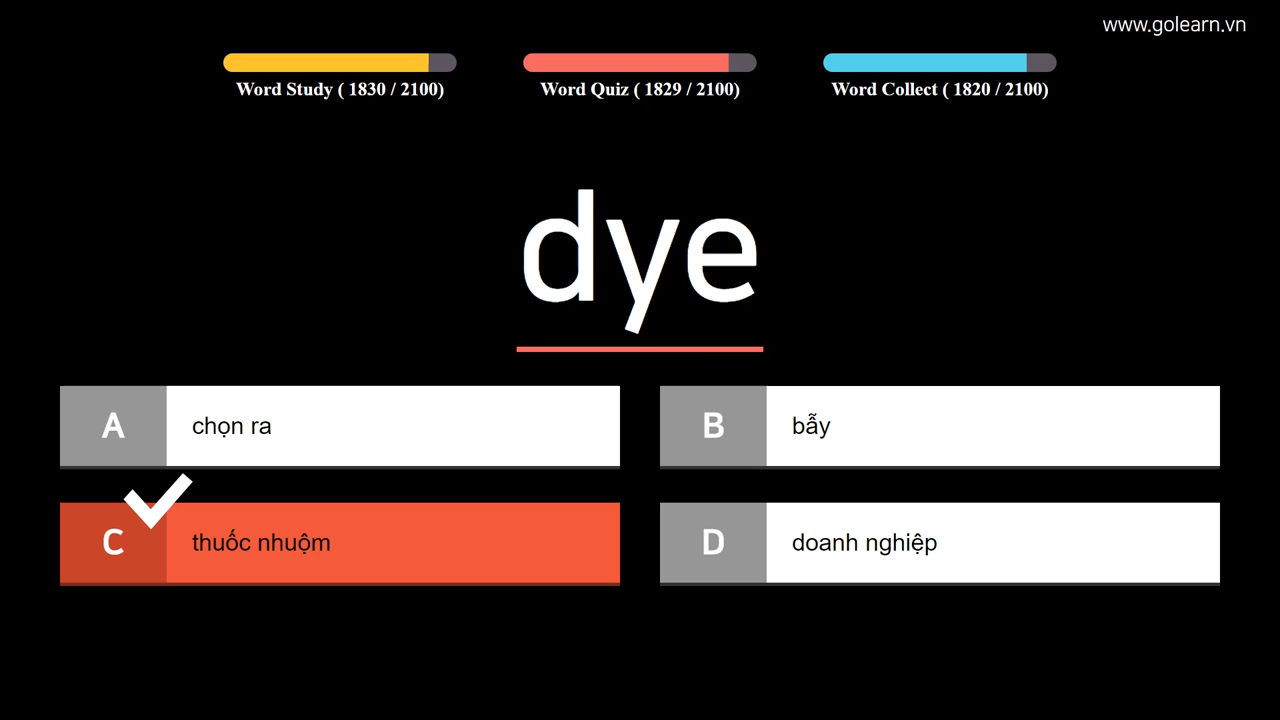 www.golearn.vn
Word Study ( 1830 / 2100)
Word Quiz ( 1829 / 2100)
Word Collect ( 1820 / 2100)
dye
A chọn ra
B bẫy
C thuốc nhuộm
D doanh nghiệp